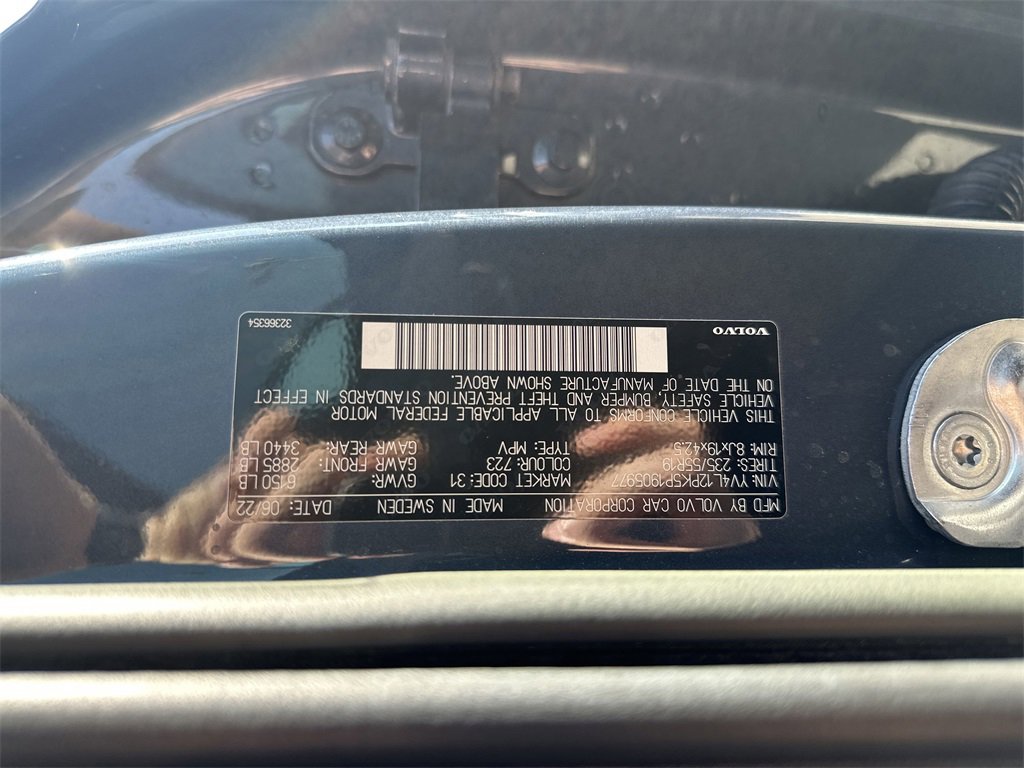 MFD BY VOLVO CAR CORPORATION MADE IN SWEDEN DATE: 06/22
VIN: YV4L12PK5P1905977 MARKET CODE: 31 GVWR: 6150 LB
TIRES: 235/55R19 COLOUR: 723 GAWR FRONT: 2885 LB
RIM: 8Jx19x42.5 TYPE: MPV GAWR REAR: 3440 LB
THIS VEHICLE CONFORMS TO ALL APPLICABLE FEDERAL MOTOR
VEHICLE SAFETY, BUMPER AND THEFT PREVENTION STANDARDS IN EFFECT
ON THE DATE OF MANUFACTURE SHOWN ABOVE.
VOLVO 32366354